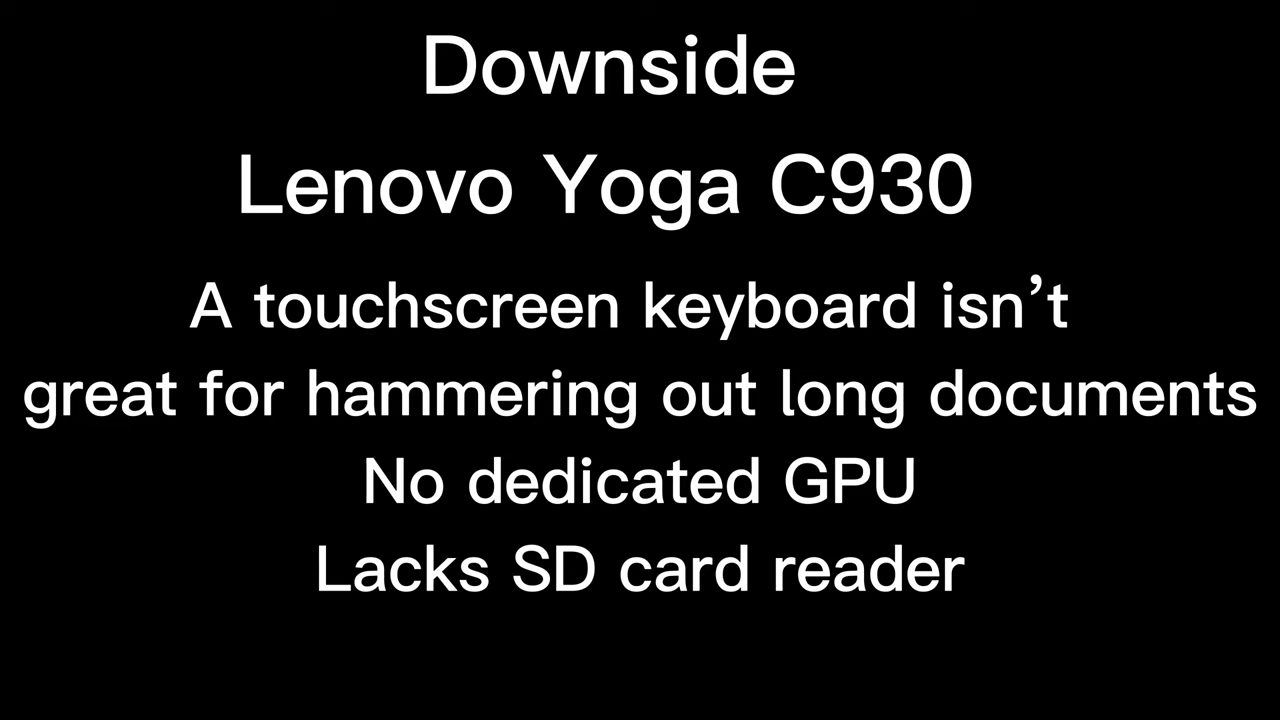 Downside
Lenovo Yoga C930
A touchscreen keyboard isn’t
great for hammering out long documents
No dedicated GPU
Lacks SD card reader